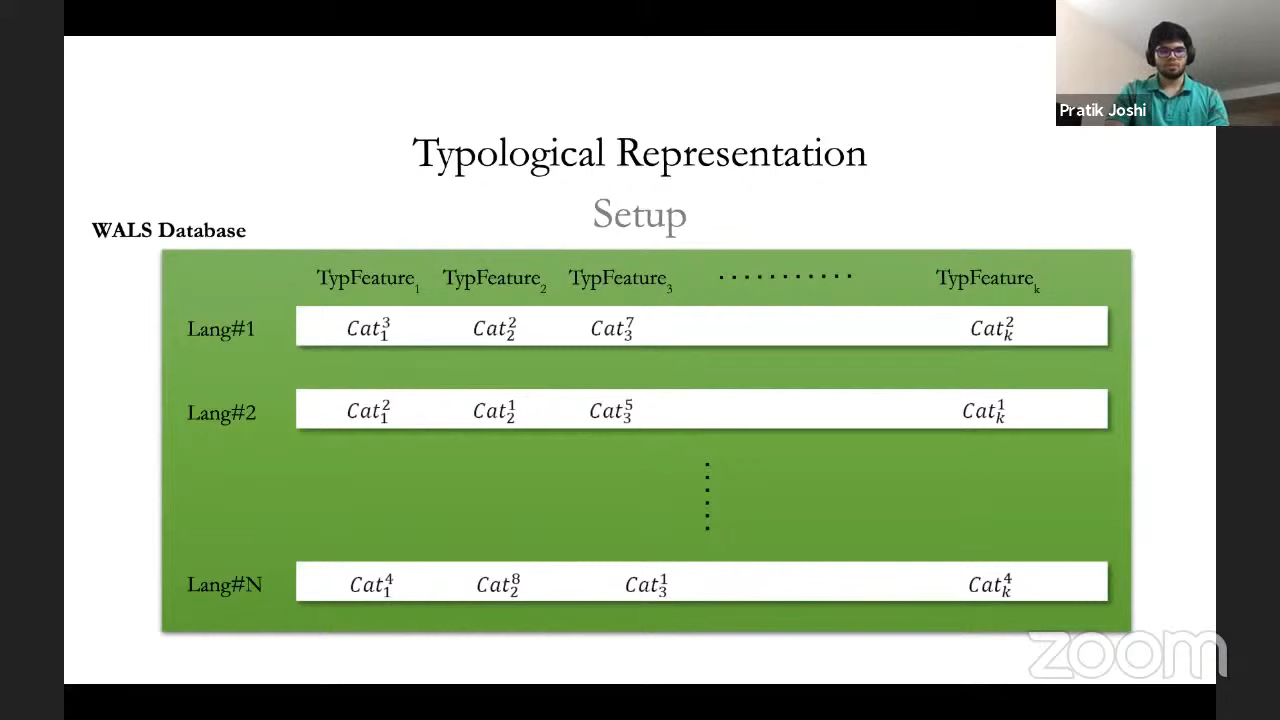 Pratik Joshi
Typological Representation
Setup
WALS Database
TypFeature₁ TypFeature₂ TypFeature₃ ........... TypFeatureₖ
Lang#1 Cat₁³ Cat₂² Cat₃⁷ Catₖ²
Lang#2 Cat₁² Cat₂¹ Cat₃⁵ Catₖ¹
Lang#N Cat₁⁴ Cat₂⁸ Cat₃¹ Catₖ⁴
zoom